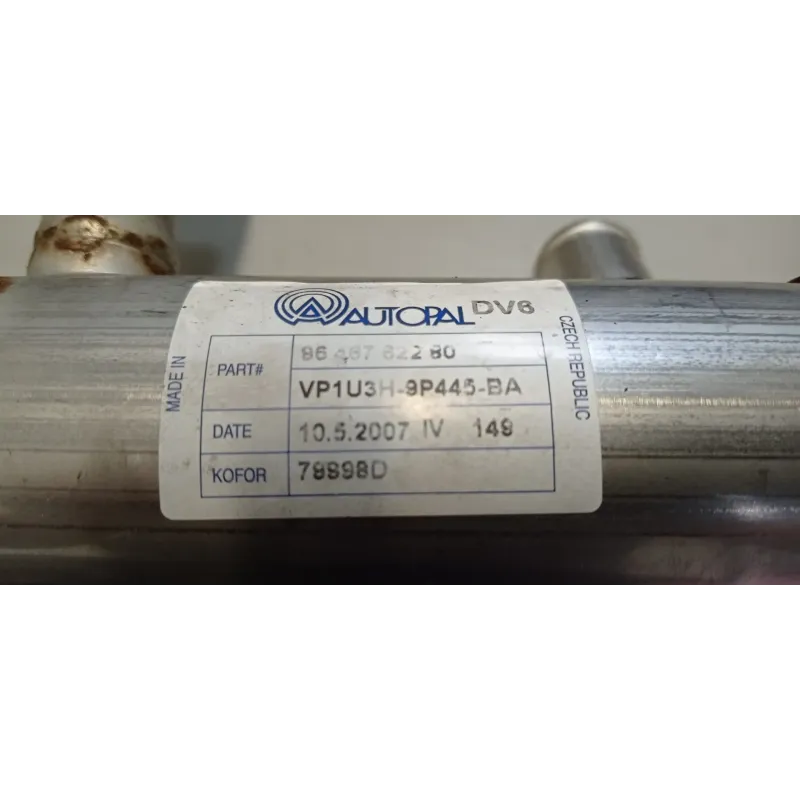 AUTOPAL DV6
MADE IN
CZECH REPUBLIC
PART# 96 467 622 80
VP1U3H-9P445-BA
DATE 10.5.2007 IV 149
KOFOR 79898D